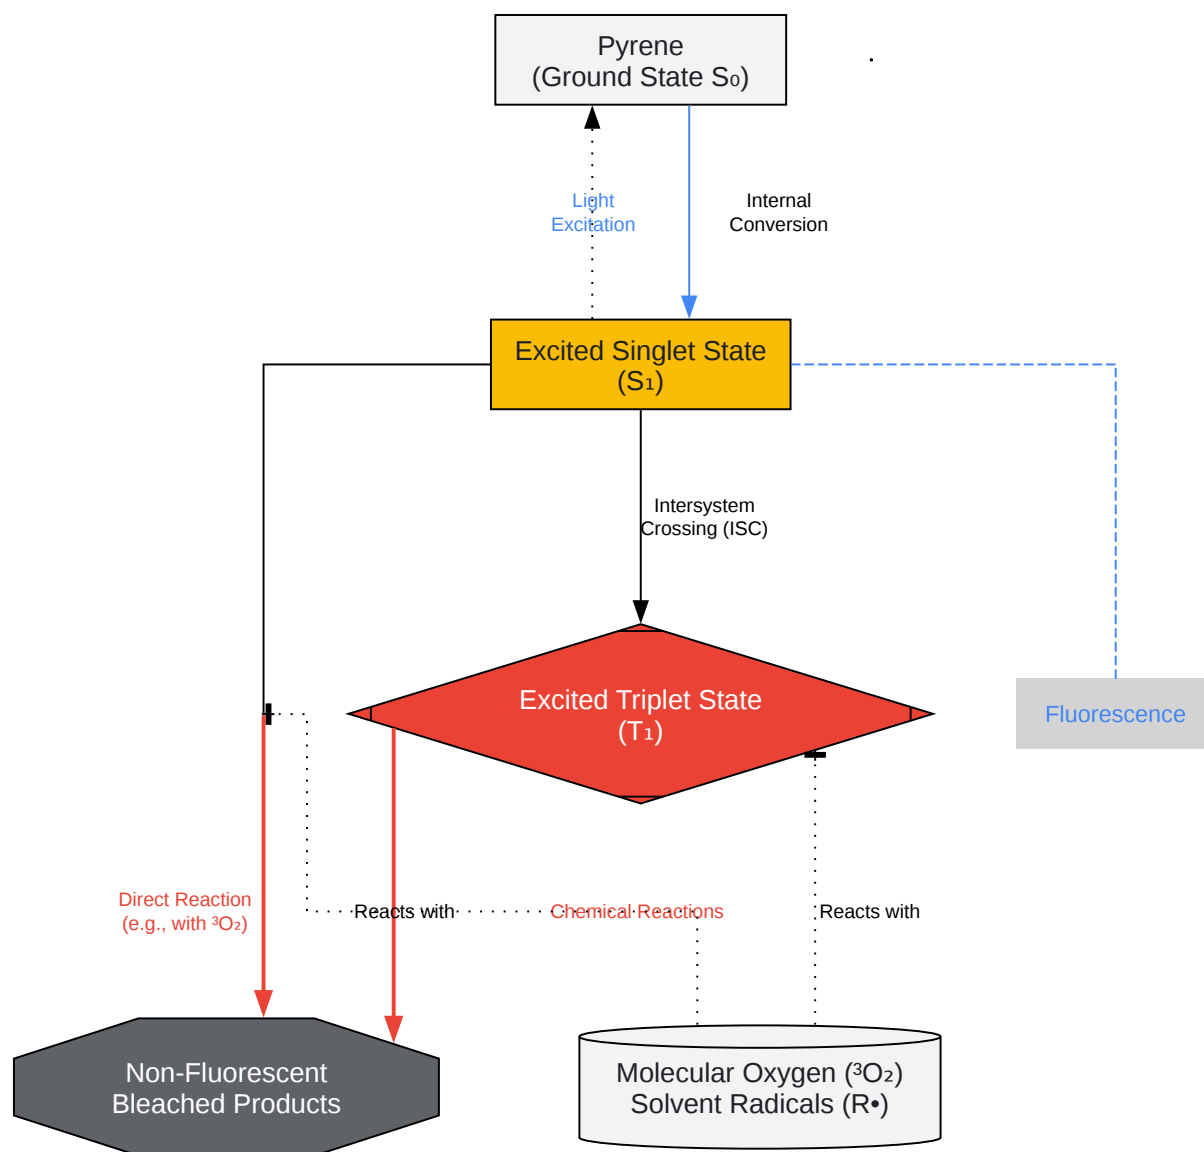 Pyrene
(Ground State S₀)
Light
Excitation
Internal
Conversion
Excited Singlet State
(S₁)
Intersystem
Crossing (ISC)
Excited Triplet State
(T₁)
Fluorescence
Direct Reaction
(e.g., with ³O₂)
Reacts with
Chemical Reactions
Reacts with
Non-Fluorescent
Bleached Products
Molecular Oxygen (³O₂)
Solvent Radicals (R•)